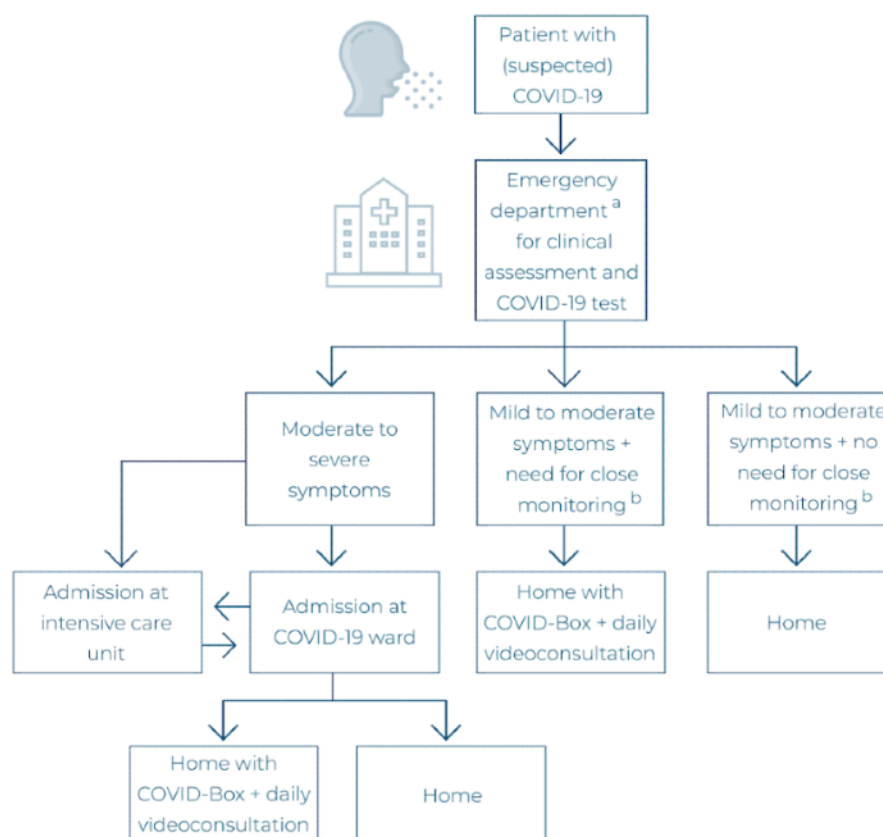 Patient with
(suspected)
COVID-19
Emergency
department a
for clinical
assessment and
COVID-19 test
Moderate to
severe
symptoms
Mild to moderate
symptoms +
need for close
monitoring b
Mild to moderate
symptoms + no
need for close
monitoring b
Admission at
intensive care
unit
Admission at
COVID-19 ward
Home with
COVID-Box + daily
videoconsultation
Home
Home with
COVID-Box + daily
videoconsultation
Home